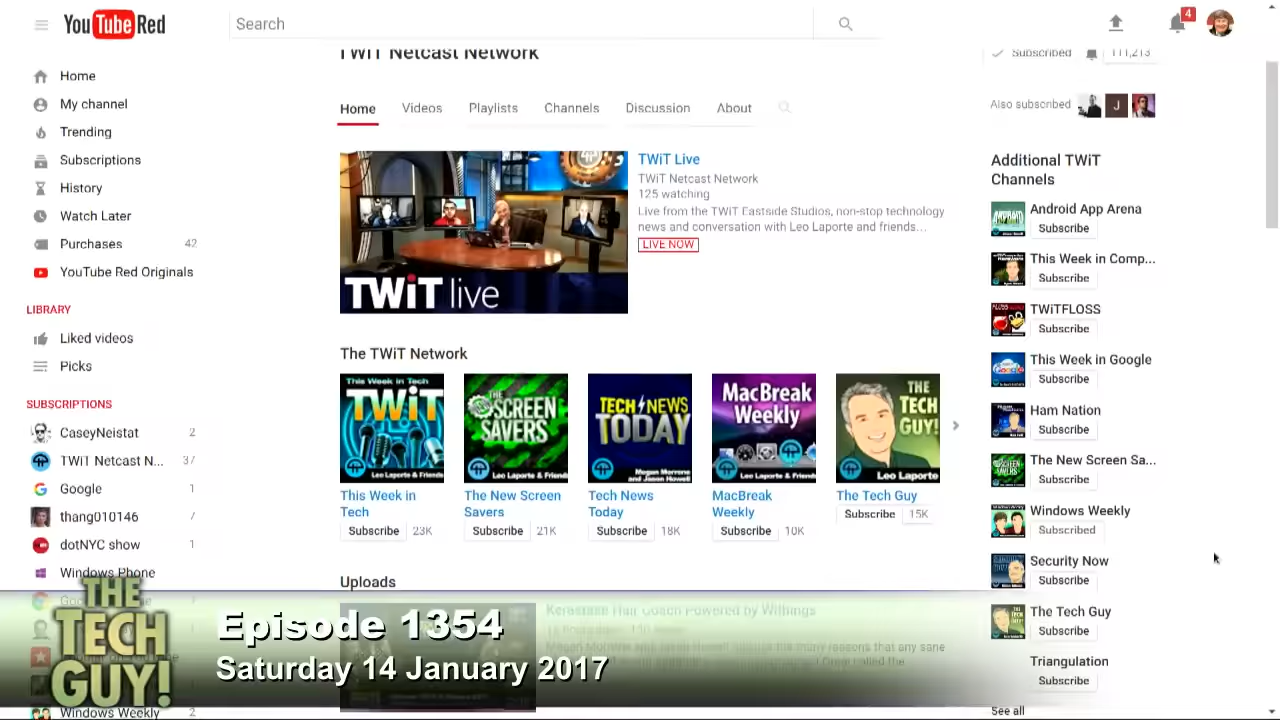 YouTube Red
Search
4
TWiT Netcast Network
Subscribed
111,213
Home
My channel
Trending
Subscriptions
History
Watch Later
Purchases 42
YouTube Red Originals
LIBRARY
Liked videos
Picks
SUBSCRIPTIONS
CaseyNeistat 2
TWiT Netcast N... 37
Google 1
thang010146 7
dotNYC show 1
Windows Phone
Windows Weekly 2
Home Videos Playlists Channels Discussion About
TWiT live
TWiT Live
TWiT Netcast Network
125 watching
Live from the TWiT Eastside Studios, non-stop technology
news and conversation with Leo Laporte and friends...
LIVE NOW
The TWiT Network
This Week in Tech
TWiT
Leo Laporte & Friends
This Week in
Tech
Subscribe 23K
THE
SCREEN
SAVERS
Leo Laporte & Friends
The New Screen
Savers
Subscribe 21K
TECH NEWS
TODAY
Megan Morrone
and Jason Howell
Tech News
Today
Subscribe 18K
MacBreak
Weekly
Leo Laporte & Friends
MacBreak
Weekly
Subscribe 10K
THE
TECH
GUY!
Leo Laporte
The Tech Guy
Subscribe 15K
Uploads
Kerastase Hair Coach Powered by Withings
Also subscribed
J
Additional TWiT
Channels
Android App Arena
Subscribe
This Week in Comp...
Subscribe
TWiTFLOSS
Subscribe
This Week in Google
Subscribe
Ham Nation
Subscribe
The New Screen Sa...
Subscribe
Windows Weekly
Subscribed
Security Now
Subscribe
The Tech Guy
Subscribe
Triangulation
Subscribe
See all
THE
TECH
GUY!
Episode 1354
Saturday 14 January 2017